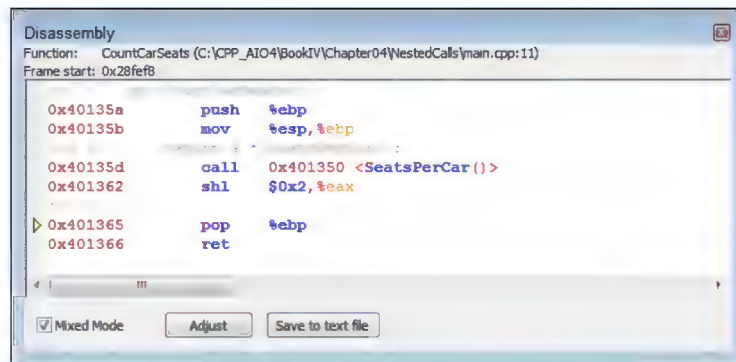 Disassembly
Function: CountCarSeats (C:\CPP_AIO4\BookIV\Chapter04\NestedCalls\main.cpp:11)
Frame start: 0x28fef8
0x40135a push %ebp
0x40135b mov %esp,%ebp
0x40135d call 0x401350 <SeatsPerCar()>
0x401362 shl $0x2,%eax
0x401365 pop %ebp
0x401366 ret
Mixed Mode Adjust Save to text file